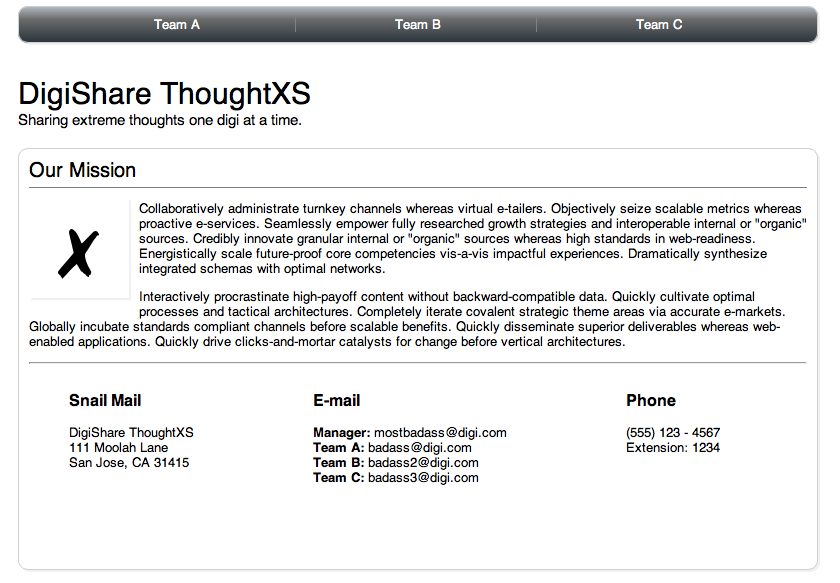 Team A
Team B
Team C
DigiShare ThoughtXS
Sharing extreme thoughts one digi at a time.
Our Mission
Collaboratively administrate turnkey channels whereas virtual e-tailers. Objectively seize scalable metrics whereas
proactive e-services. Seamlessly empower fully researched growth strategies and interoperable internal or "organic"
sources. Credibly innovate granular internal or "organic" sources whereas high standards in web-readiness.
Energistically scale future-proof core competencies vis-a-vis impactful experiences. Dramatically synthesize
integrated schemas with optimal networks.
X
Interactively procrastinate high-payoff content without backward-compatible data. Quickly cultivate optimal
processes and tactical architectures. Completely iterate covalent strategic theme areas via accurate e-markets.
Globally incubate standards compliant channels before scalable benefits. Quickly disseminate superior deliverables whereas web-
enabled applications. Quickly drive clicks-and-mortar catalysts for change before vertical architectures.
Snail Mail
DigiShare ThoughtXS
111 Moolah Lane
San Jose, CA 31415
E-mail
Manager: mostbadass@digi.com
Team A: badass@digi.com
Team B: badass2@digi.com
Team C: badass3@digi.com
Phone
(555) 123 - 4567
Extension: 1234